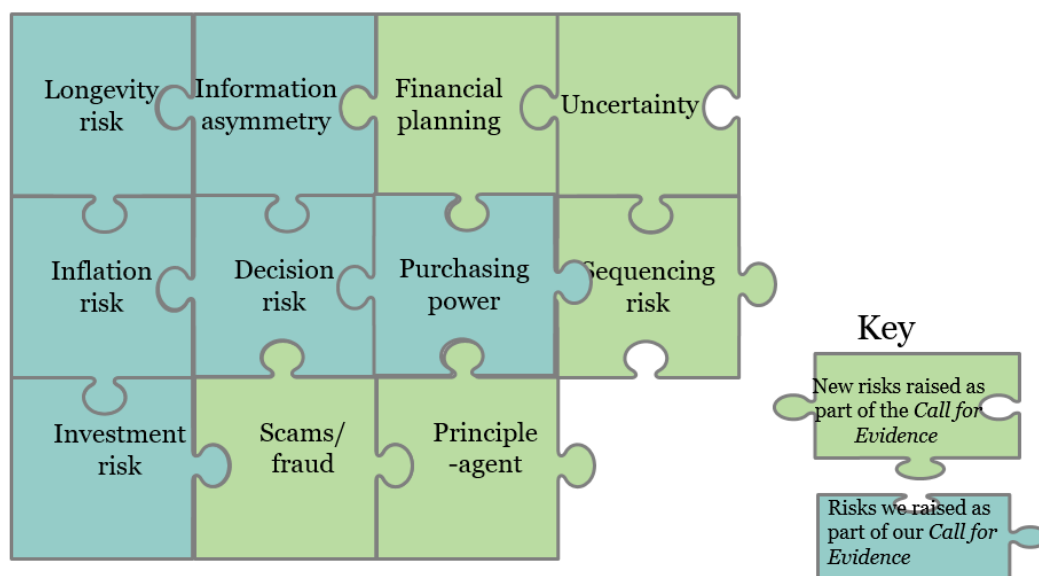 Longevity
risk
Information
asymmetry
Financial
planning
Uncertainty
Inflation
risk
Decision
risk
Purchasing
power
Sequencing
risk
Investment
risk
Scams/
fraud
Principle
-agent
Key
New risks raised as
part of the Call for
Evidence
Risks we raised as
part of our Call for
Evidence